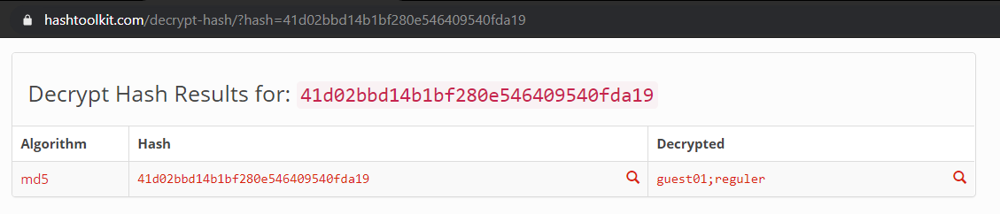 hashtoolkit.com/decrypt-hash/?hash=41d02bbd14b1bf280e546409540fda19
Decrypt Hash Results for: 41d02bbd14b1bf280e546409540fda19
Algorithm Hash Decrypted
md5 41d02bbd14b1bf280e546409540fda19 guest01;reguler